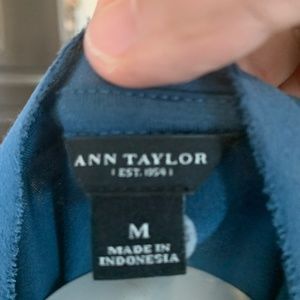 ANN TAYLOR
EST. 1954
M
MADE IN
INDONESIA